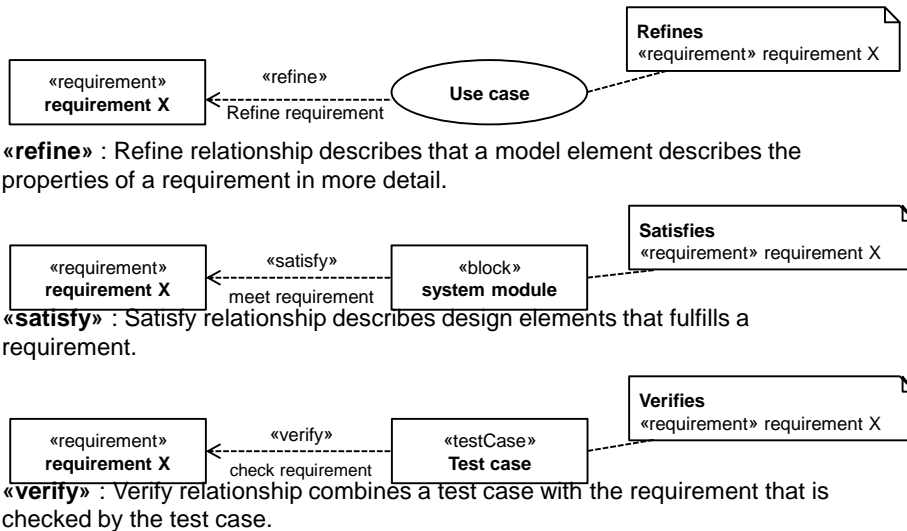 Refines
«requirement» requirement X
«requirement»
requirement X
«refine»
Refine requirement
Use case
«refine» : Refine relationship describes that a model element describes the
properties of a requirement in more detail.
Satisfies
«requirement» requirement X
«requirement»
requirement X
«satisfy»
meet requirement
«block»
system module
«satisfy» : Satisfy relationship describes design elements that fulfills a
requirement.
Verifies
«requirement» requirement X
«requirement»
requirement X
«verify»
check requirement
«testCase»
Test case
«verify» : Verify relationship combines a test case with the requirement that is
checked by the test case.